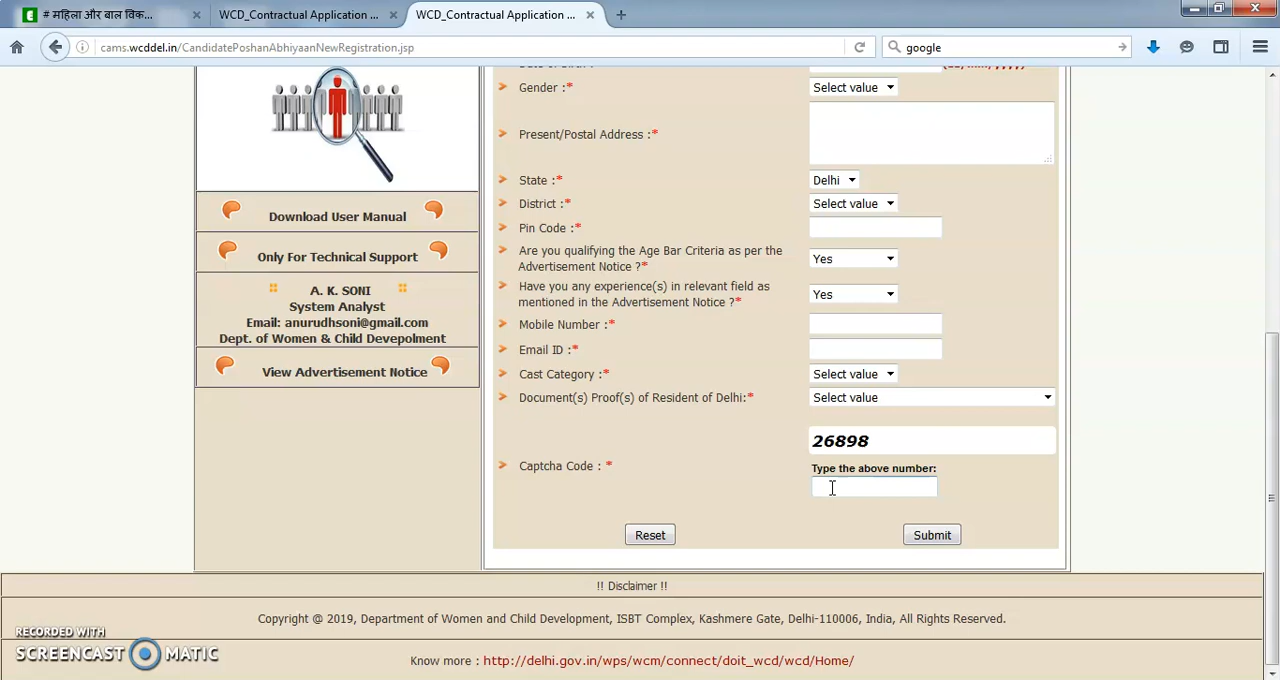 # महिला और बाल विक...
WCD_Contractual Application ...
WCD_Contractual Application ...
cams.wcddel.in/CandidatePoshanAbhiyaanNewRegistration.jsp
google
Gender :*
Select value
Present/Postal Address :*
State :*
Delhi
District :*
Select value
Pin Code :*
Are you qualifying the Age Bar Criteria as per the
Advertisement Notice ?*
Yes
Have you any experience(s) in relevant field as
mentioned in the Advertisement Notice ?*
Yes
Mobile Number :*
Email ID :*
Cast Category :*
Select value
Document(s) Proof(s) of Resident of Delhi:*
Select value
26898
Captcha Code : *
Type the above number:
Reset
Submit
Download User Manual
Only For Technical Support
A. K. SONI
System Analyst
Email: anurudhsoni@gmail.com
Dept. of Women & Child Devepolment
View Advertisement Notice
!! Disclaimer !!
Copyright @ 2019, Department of Women and Child Development, ISBT Complex, Kashmere Gate, Delhi-110006, India, All Rights Reserved.
Know more : http://delhi.gov.in/wps/wcm/connect/doit_wcd/wcd/Home/
RECORDED WITH
SCREENCAST MATIC